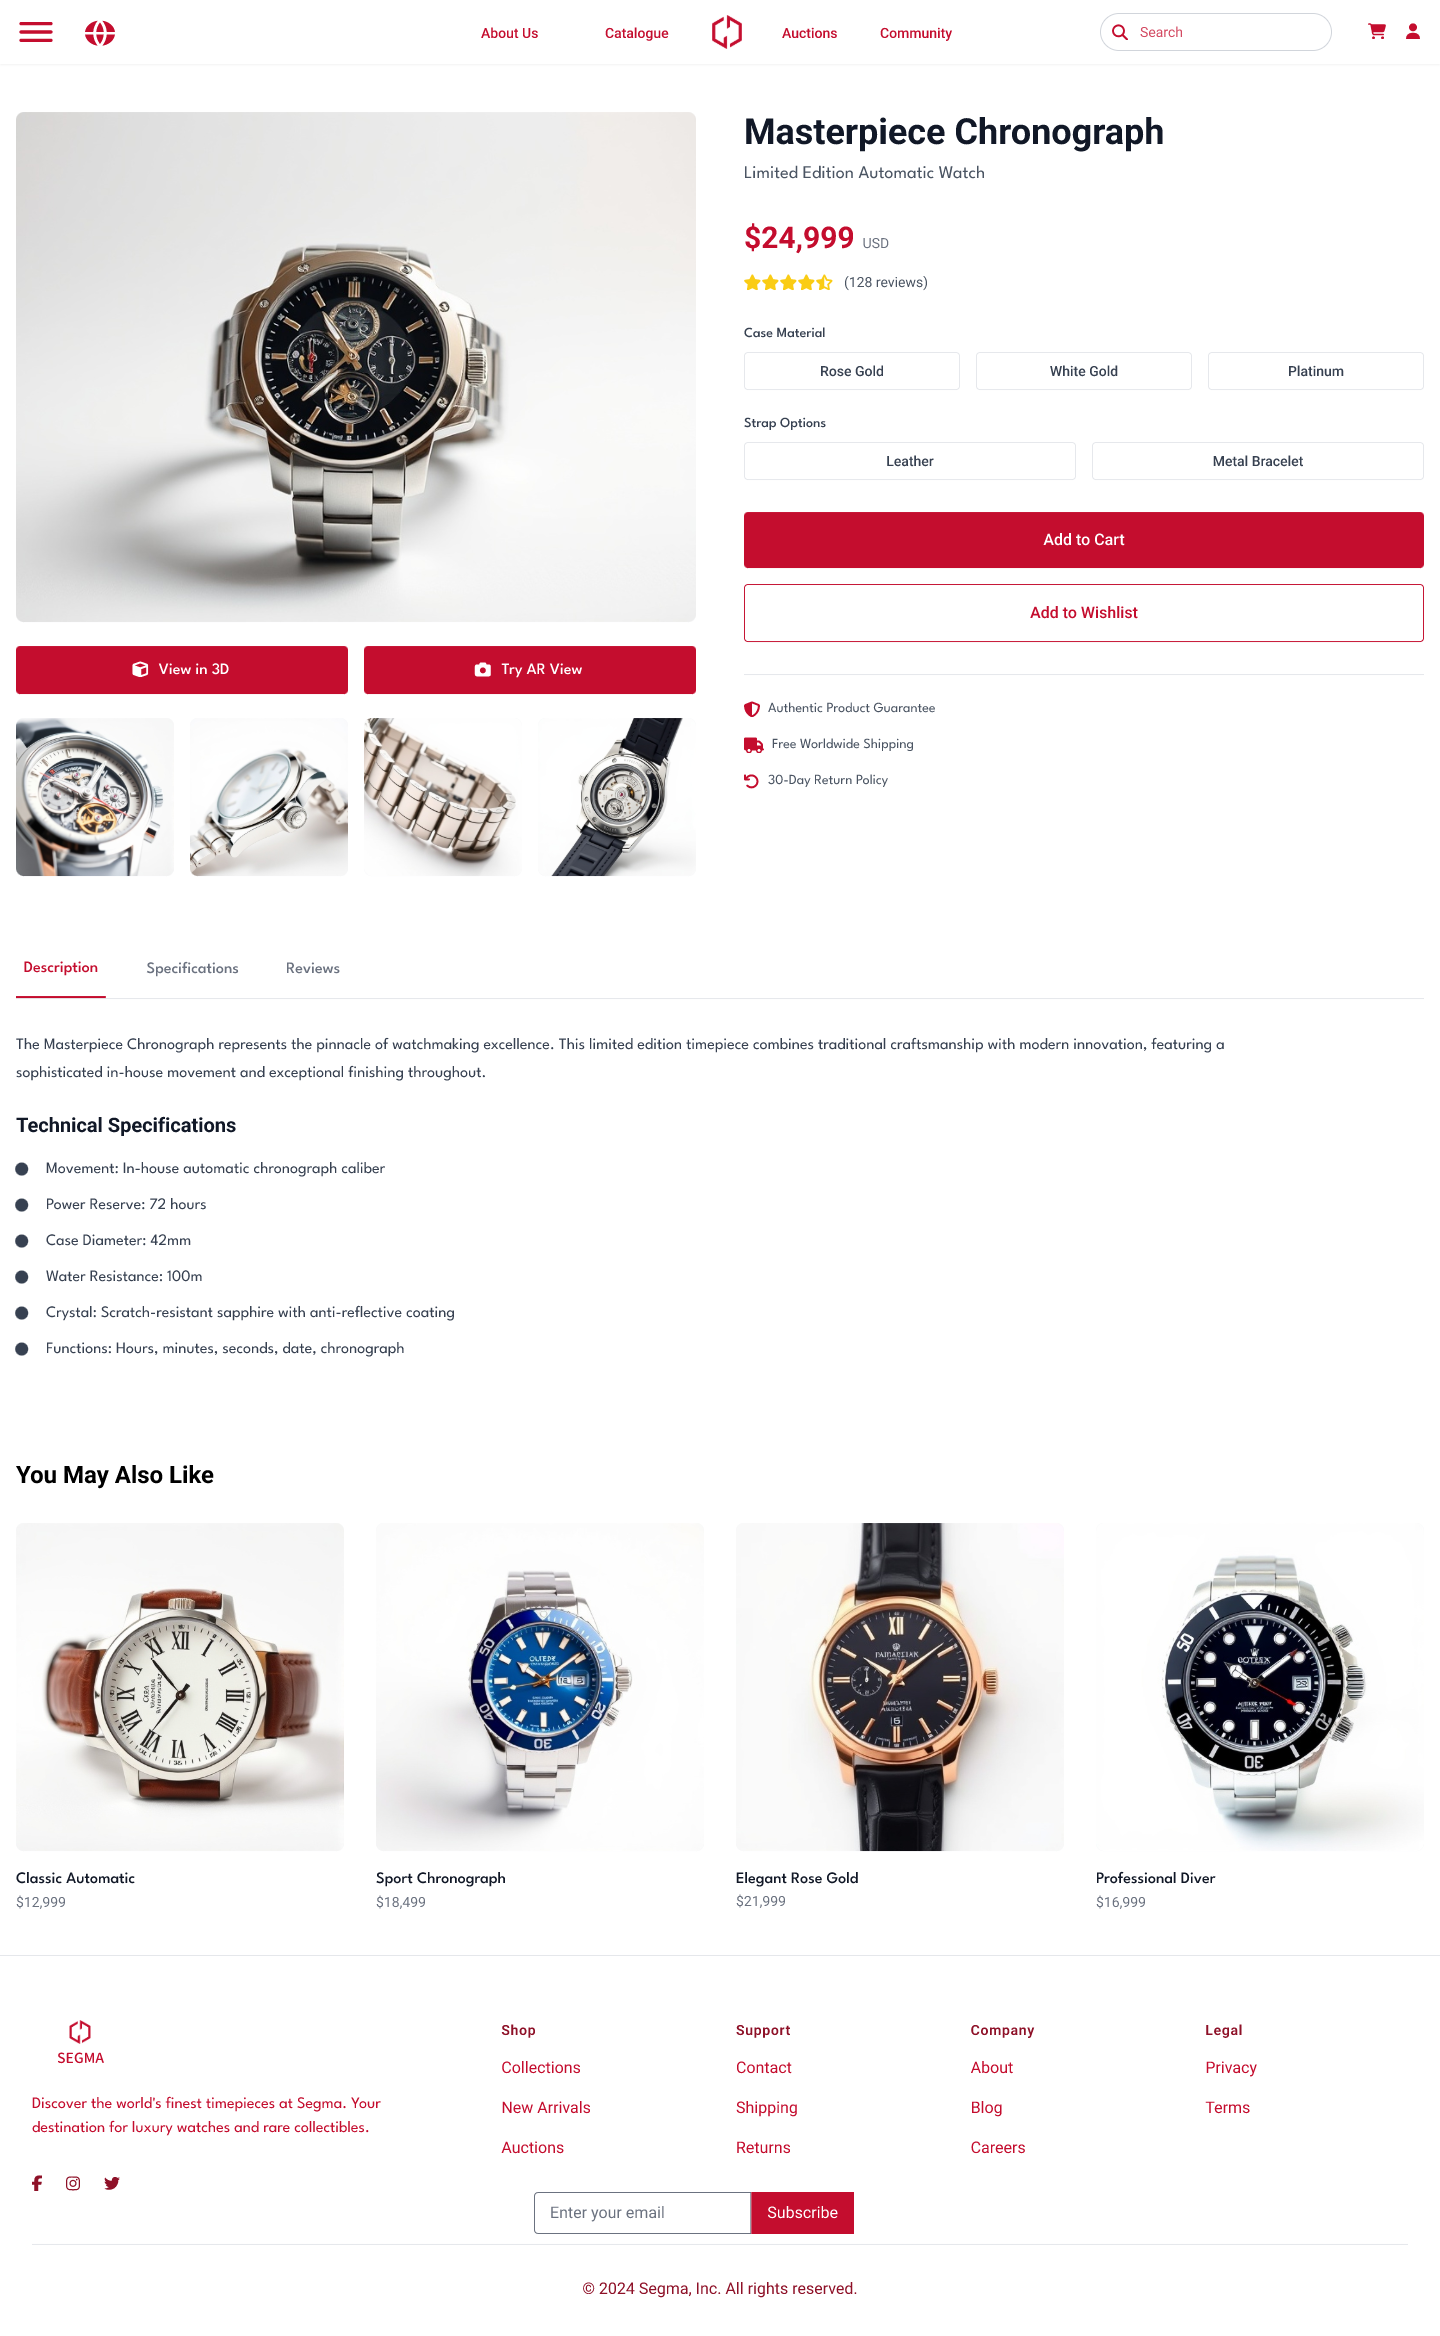 About Us
Catalogue
Auctions
Community
Search
Masterpiece Chronograph
Limited Edition Automatic Watch
$24,999 USD
(128 reviews)
Case Material
Rose Gold
White Gold
Platinum
Strap Options
Leather
Metal Bracelet
Add to Cart
Add to Wishlist
View in 3D
Try AR View
Authentic Product Guarantee
Free Worldwide Shipping
30-Day Return Policy
Description
Specifications
Reviews
The Masterpiece Chronograph represents the pinnacle of watchmaking excellence. This limited edition timepiece combines traditional craftsmanship with modern innovation, featuring a
sophisticated in-house movement and exceptional finishing throughout.
Technical Specifications
Movement: In-house automatic chronograph caliber
Power Reserve: 72 hours
Case Diameter: 42mm
Water Resistance: 100m
Crystal: Scratch-resistant sapphire with anti-reflective coating
Functions: Hours, minutes, seconds, date, chronograph
You May Also Like
Classic Automatic
$12,999
Sport Chronograph
$18,499
Elegant Rose Gold
$21,999
Professional Diver
$16,999
SEGMA
Discover the world's finest timepieces at Segma. Your
destination for luxury watches and rare collectibles.
Shop
Collections
New Arrivals
Auctions
Support
Contact
Shipping
Returns
Company
About
Blog
Careers
Legal
Privacy
Terms
Enter your email
Subscribe
© 2024 Segma, Inc. All rights reserved.